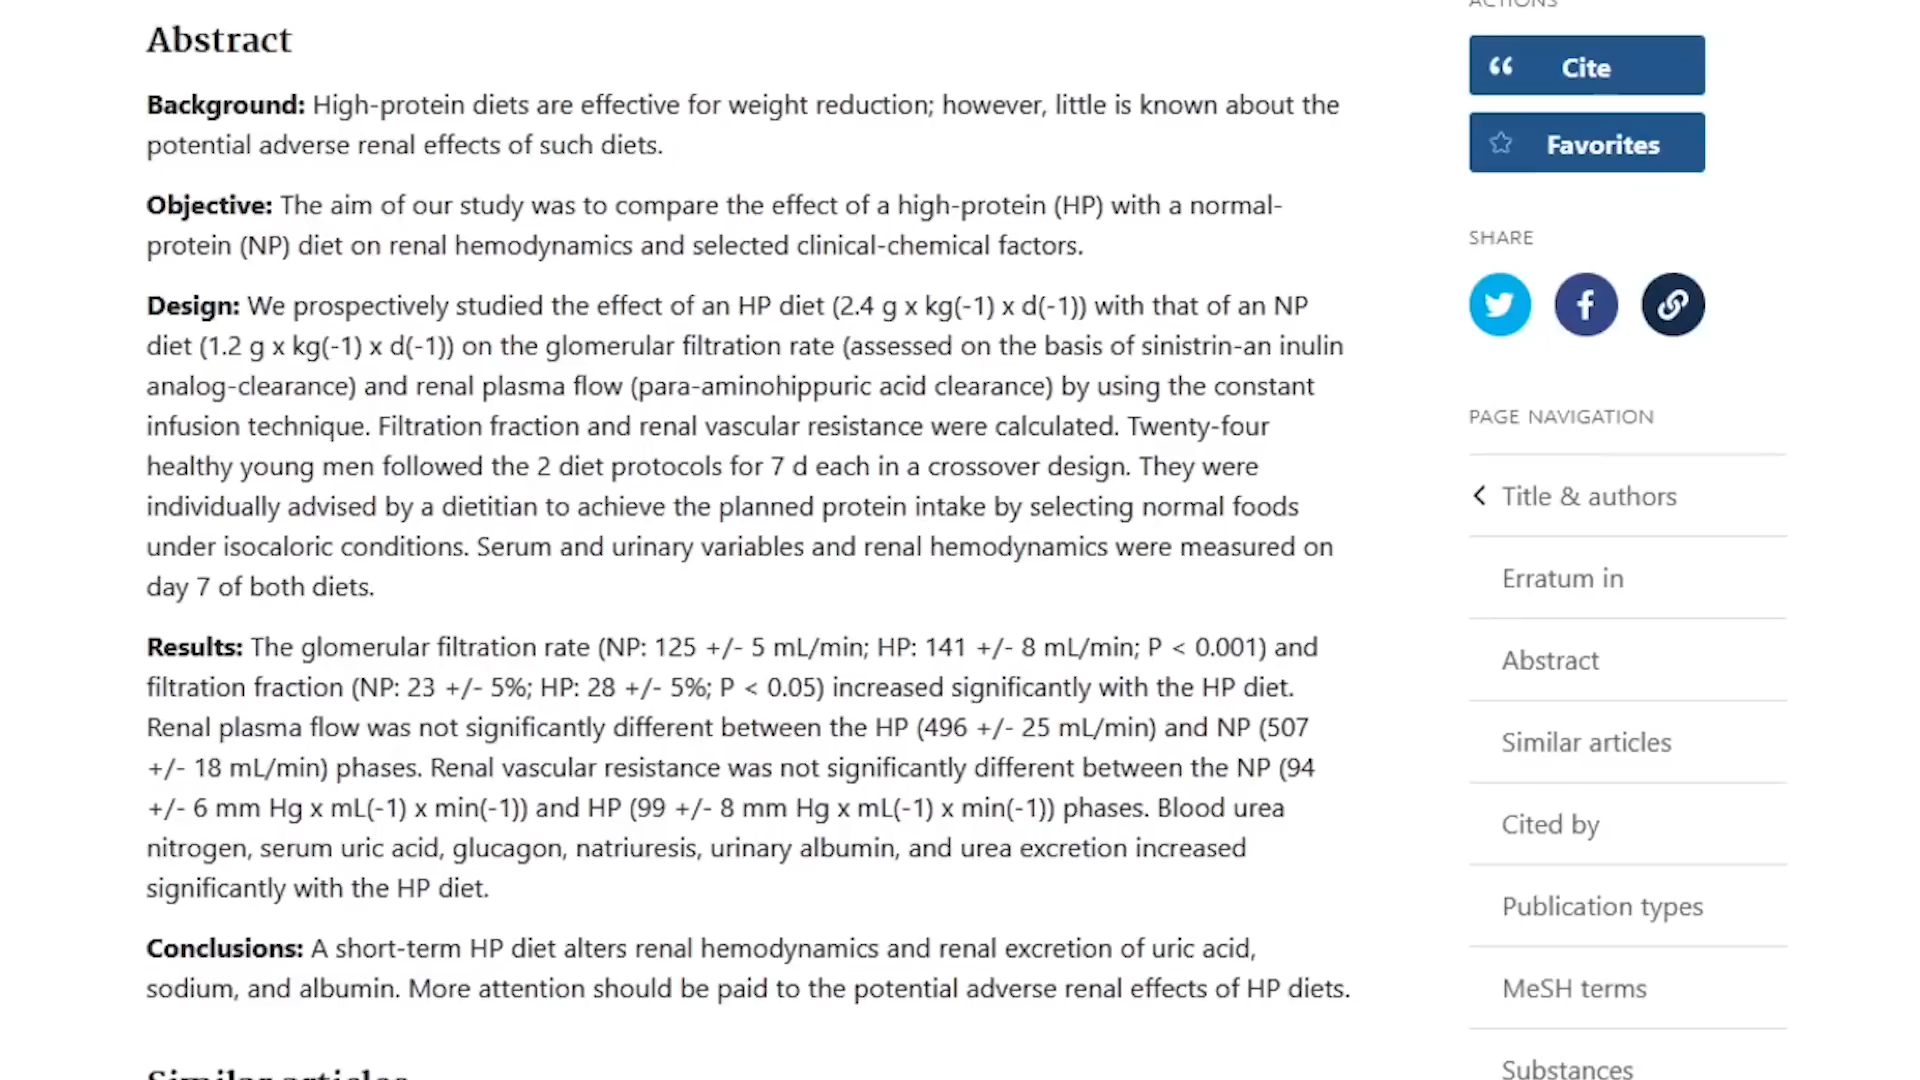 Abstract
Background: High-protein diets are effective for weight reduction; however, little is known about the
potential adverse renal effects of such diets.
Objective: The aim of our study was to compare the effect of a high-protein (HP) with a normal-
protein (NP) diet on renal hemodynamics and selected clinical-chemical factors.
Design: We prospectively studied the effect of an HP diet (2.4 g x kg(-1) x d(-1)) with that of an NP
diet (1.2 g x kg(-1) x d(-1)) on the glomerular filtration rate (assessed on the basis of sinistrin-an inulin
analog-clearance) and renal plasma flow (para-aminohippuric acid clearance) by using the constant
infusion technique. Filtration fraction and renal vascular resistance were calculated. Twenty-four
healthy young men followed the 2 diet protocols for 7 d each in a crossover design. They were
individually advised by a dietitian to achieve the planned protein intake by selecting normal foods
under isocaloric conditions. Serum and urinary variables and renal hemodynamics were measured on
day 7 of both diets.
Results: The glomerular filtration rate (NP: 125 +/- 5 mL/min; HP: 141 +/- 8 mL/min; P < 0.001) and
filtration fraction (NP: 23 +/- 5%; HP: 28 +/- 5%; P < 0.05) increased significantly with the HP diet.
Renal plasma flow was not significantly different between the HP (496 +/- 25 mL/min) and NP (507
+/- 18 mL/min) phases. Renal vascular resistance was not significantly different between the NP (94
+/- 6 mm Hg x mL(-1) x min(-1)) and HP (99 +/- 8 mm Hg x mL(-1) x min(-1)) phases. Blood urea
nitrogen, serum uric acid, glucagon, natriuresis, urinary albumin, and urea excretion increased
significantly with the HP diet.
Conclusions: A short-term HP diet alters renal hemodynamics and renal excretion of uric acid,
sodium, and albumin. More attention should be paid to the potential adverse renal effects of HP diets.
Similar articles
ACTIONS
Cite
Favorites
SHARE
PAGE NAVIGATION
Title & authors
Erratum in
Abstract
Similar articles
Cited by
Publication types
MeSH terms
Substances